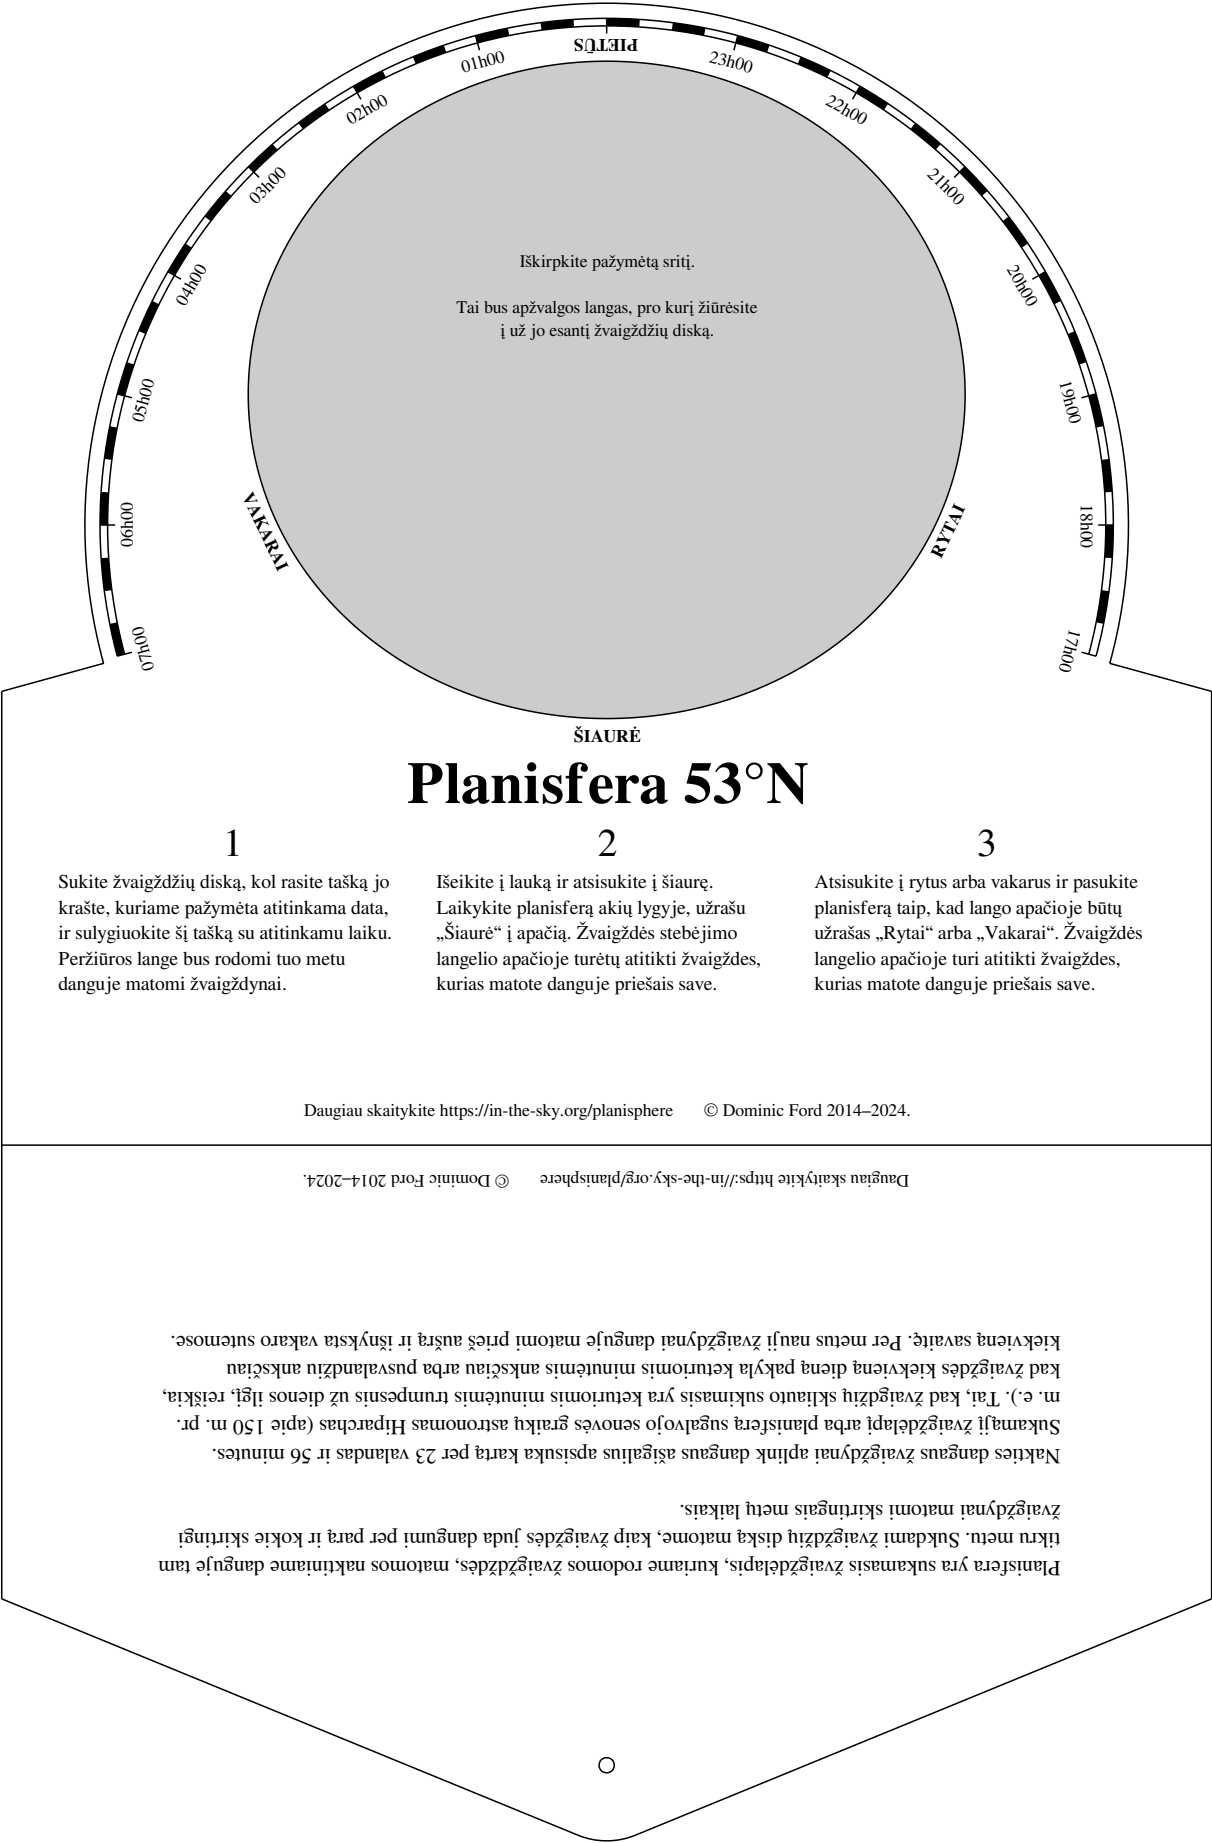 PIETŪS
01h00
23h00
02h00
22h00
03h00
21h00
04h00
20h00
05h00
19h00
06h00
18h00
07h00
17h00
Iškirpkite pažymėtą sritį.
Tai bus apžvalgos langas, pro kurį žiūrėsite
į už jo esantį žvaigždžių diską.
VAKARAI
RYTAI
ŠIAURĖ
Planisfera 53°N
1
Sukite žvaigždžių diską, kol rasite tašką jo
krašte, kuriame pažymėta atitinkama data,
ir sulygiuokite šį tašką su atitinkamu laiku.
Peržiūros lange bus rodomi tuo metu
danguje matomi žvaigždynai.
2
Išeikite į lauką ir atsisukite į šiaurę.
Laikykite planisferą akių lygyje, užrašu
„Šiaurė“ į apačią. Žvaigždės stebėjimo
langelio apačioje turėtų atitikti žvaigždes,
kurias matote danguje priešais save.
3
Atsisukite į rytus arba vakarus ir pasukite
planisferą taip, kad lango apačioje būtų
užrašas „Rytai“ arba „Vakarai“. Žvaigždės
langelio apačioje turi atitikti žvaigždes,
kurias matote danguje priešais save.
Daugiau skaitykite https://in-the-sky.org/planisphere © Dominic Ford 2014–2024.
Planisfera yra sukamasis žvaigždėlapis, kuriame rodomos žvaigždždės, matomos naktiniame danguje tam
tikru metu. Sukdami žvaigždžių diską matome, kaip žvaigždės juda dangumi per parą ir kokie skirtingi
žvaigždynai matomi skirtingais metų laikais.
Nakties dangaus žvaigždynai aplink dangaus ašigalius apsisuka kartą per 23 valandas ir 56 minutes.
Sukamąjį žvaigždėlapį arba planisferą sugalvojo senovės graikų astronomas Hiparchas (apie 150 m. pr.
m. e.). Tai, kad žvaigždžių skliauto sukimasis yra keturiomis minutėmis trumpesnis už dienos ilgį, reiškia,
kad žvaigždės kiekvieną dieną pakyla keturiomis minutėmis anksčiau arba pusvalandžiu anksčiau
kiekvieną savaitę. Per metus nauji žvaigždynai danguje matomi prieš aušrą ir išnyksta vakaro sutemose.
Daugiau skaitykite https://in-the-sky.org/planisphere © Dominic Ford 2014–2024.